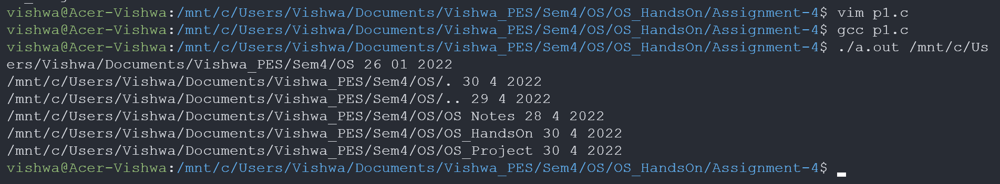 vishwa@Acer-Vishwa:/mnt/c/Users/Vishwa/Documents/Vishwa_PES/Sem4/OS/OS_HandsOn/Assignment-4$ vim p1.c
vishwa@Acer-Vishwa:/mnt/c/Users/Vishwa/Documents/Vishwa_PES/Sem4/OS/OS_HandsOn/Assignment-4$ gcc p1.c
vishwa@Acer-Vishwa:/mnt/c/Users/Vishwa/Documents/Vishwa_PES/Sem4/OS/OS_HandsOn/Assignment-4$ ./a.out /mnt/c/Us
ers/Vishwa/Documents/Vishwa_PES/Sem4/OS 26 01 2022
/mnt/c/Users/Vishwa/Documents/Vishwa_PES/Sem4/OS/. 30 4 2022
/mnt/c/Users/Vishwa/Documents/Vishwa_PES/Sem4/OS/.. 29 4 2022
/mnt/c/Users/Vishwa/Documents/Vishwa_PES/Sem4/OS/OS Notes 28 4 2022
/mnt/c/Users/Vishwa/Documents/Vishwa_PES/Sem4/OS/OS_HandsOn 30 4 2022
/mnt/c/Users/Vishwa/Documents/Vishwa_PES/Sem4/OS/OS_Project 30 4 2022
vishwa@Acer-Vishwa:/mnt/c/Users/Vishwa/Documents/Vishwa_PES/Sem4/OS/OS_HandsOn/Assignment-4$